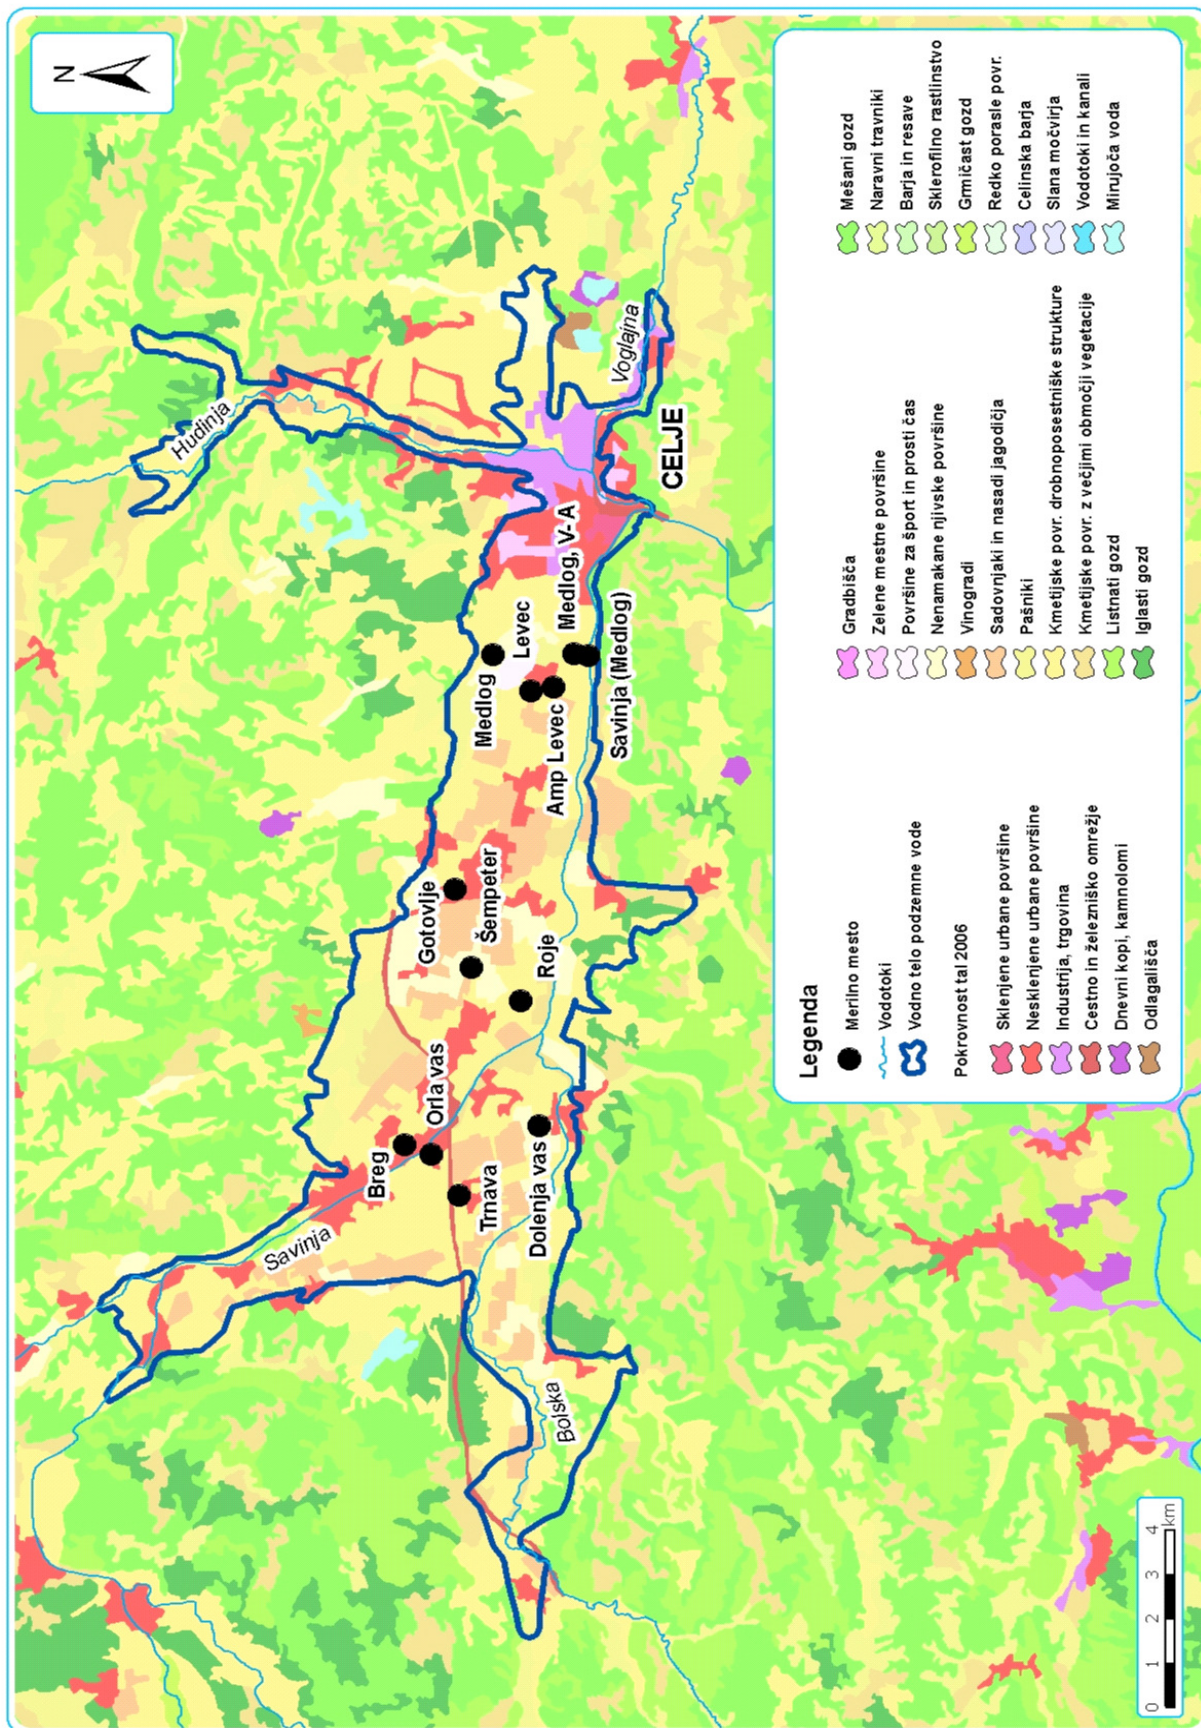 N
Hudinja
Voglajna
CELJE
Medlog, V-A
Levec
Medlog
Amp Levec
Savinja (Medlog)
Gotovlje
Šempeter
Roje
Orla vas
Breg
Trnava
Dolenja vas
Savinja
Bolska
Legenda
Merilno mesto
Vodotoki
Vodno telo podzemne vode
Pokrovnost tal 2006
Sklenjene urbane površine
Nesklenjene urbane površine
Industrija, trgovina
Cestno in železniško omrežje
Dnevni kopi, kamnolomi
Odlagališča
Gradbišča
Zelene mestne površine
Površine za šport in prosti čas
Nenamakane njivske površine
Vinogradi
Sadovnjaki in nasadi jagodičja
Pašniki
Kmetijske povr. drobnoposestniške strukture
Kmetijske povr. z večjimi območji vegetacije
Listnati gozd
Iglasti gozd
Mešani gozd
Naravni travniki
Barja in resave
Sklerofilno rastlinstvo
Grmičast gozd
Redko porasle povr.
Celinska barja
Slana močvirja
Vodotoki in kanali
Mirujoča voda
0 1 2 3 4
km